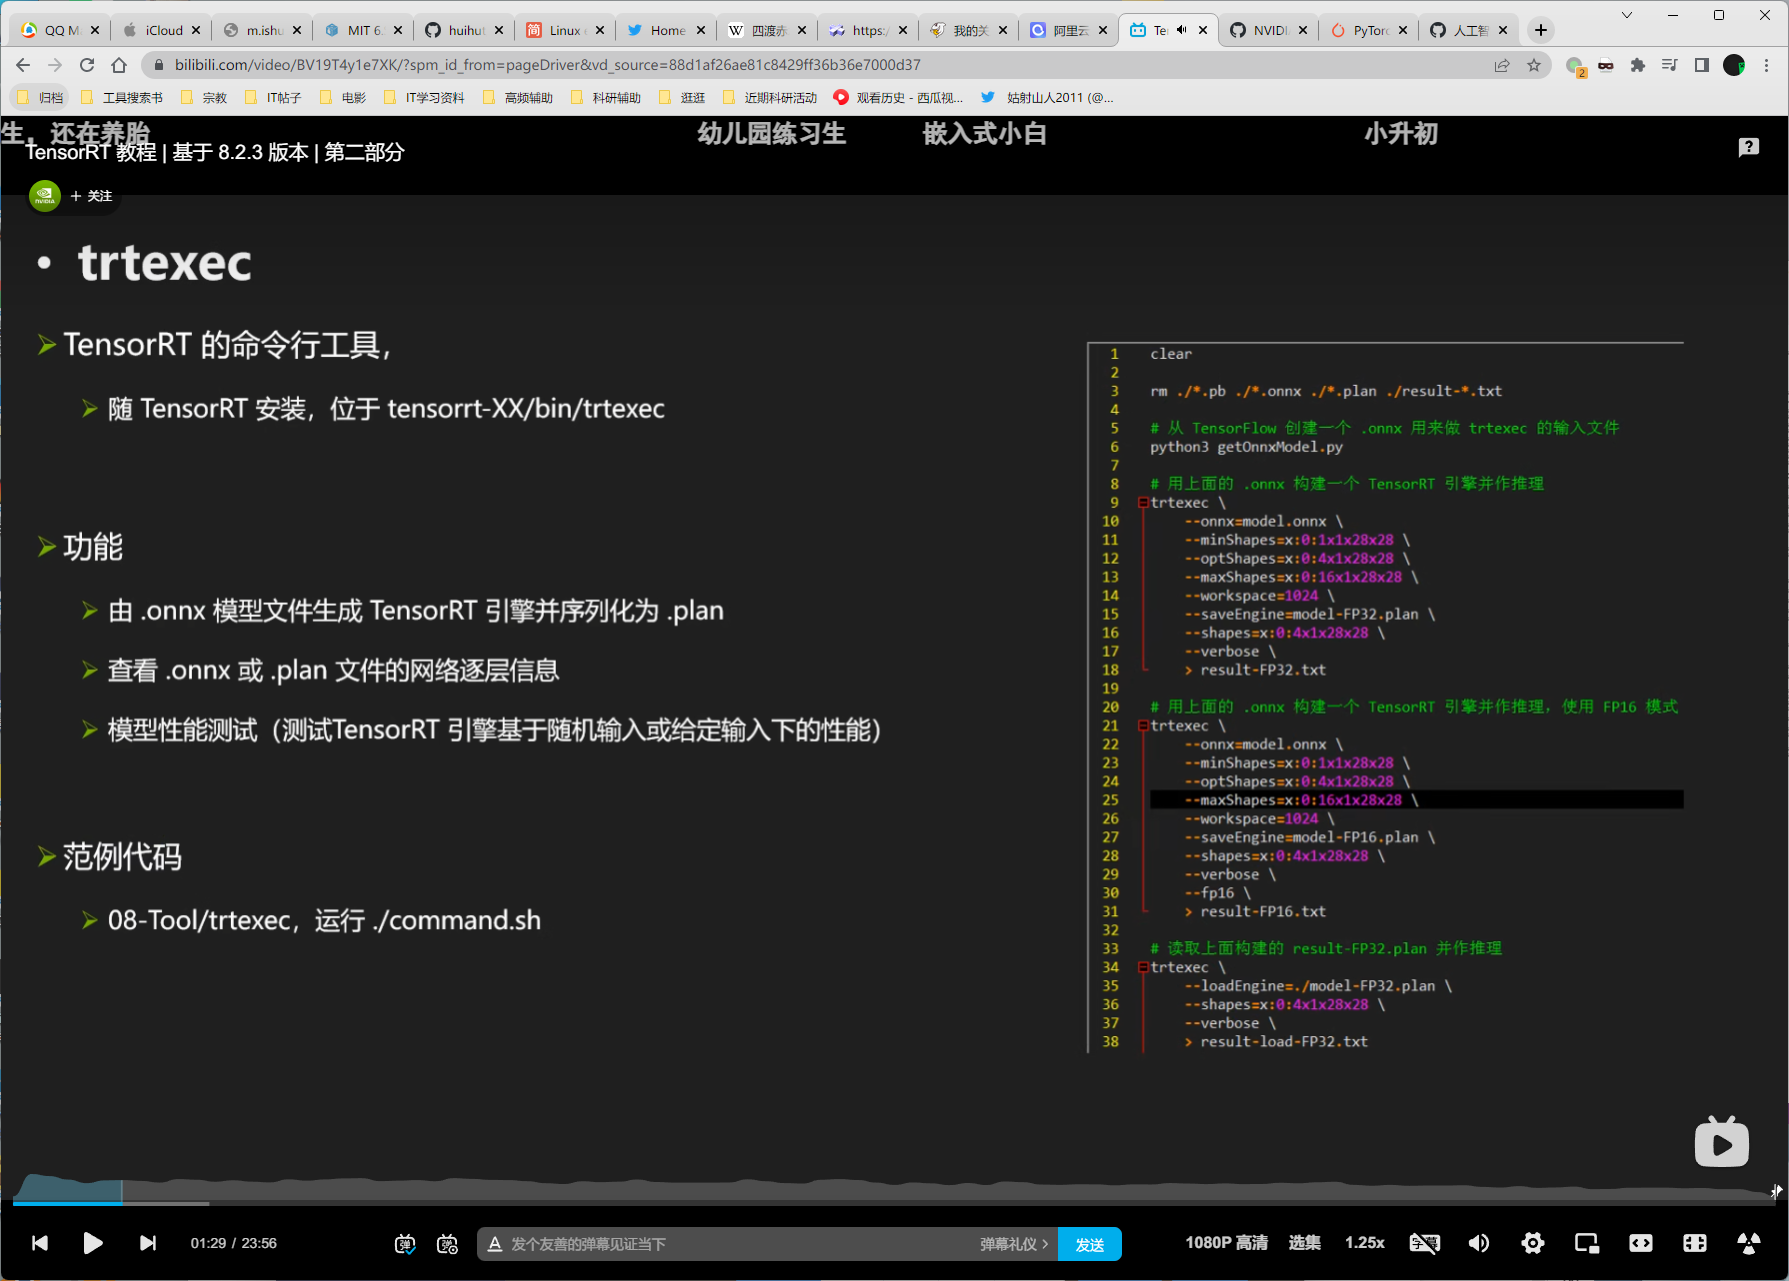 QQ M
iCloud
m.ishu
MIT 6.
huihut
Linux
Home
四渡赤
https:/
我的关
阿里云
Te
NVIDI
PyTorc
人工智
bilibili.com/video/BV19T4y1e7XK/?spm_id_from=pageDriver&vd_source=88d1af26ae81c8429ff36b36e7000d37
2
归档
工具搜索书
宗教
IT帖子
电影
IT学习资料
高频辅助
科研辅助
逛逛
近期科研活动
观看历史 - 西瓜视...
姑射山人2011 (@...
生，还在养胎
幼儿园练习生
嵌入式小白
小升初
TensorRT 教程 | 基于 8.2.3 版本 | 第二部分
NVIDIA
+ 关注
• trtexec
TensorRT 的命令行工具，
随 TensorRT 安装，位于 tensorrt-XX/bin/trtexec
功能
由 .onnx 模型文件生成 TensorRT 引擎并序列化为 .plan
查看 .onnx 或 .plan 文件的网络逐层信息
模型性能测试（测试TensorRT 引擎基于随机输入或给定输入下的性能）
范例代码
08-Tool/trtexec，运行 ./command.sh
1 clear
2
3 rm ./*.pb ./*.onnx ./*.plan ./result-*.txt
4
5 # 从 TensorFlow 创建一个 .onnx 用来做 trtexec 的输入文件
6 python3 getOnnxModel.py
7
8 # 用上面的 .onnx 构建一个 TensorRT 引擎并作推理
9 trtexec \
10 --onnx=model.onnx \
11 --minShapes=x:0:1x1x28x28 \
12 --optShapes=x:0:4x1x28x28 \
13 --maxShapes=x:0:16x1x28x28 \
14 --workspace=1024 \
15 --saveEngine=model-FP32.plan \
16 --shapes=x:0:4x1x28x28 \
17 --verbose \
18 > result-FP32.txt
19
20 # 用上面的 .onnx 构建一个 TensorRT 引擎并作推理，使用 FP16 模式
21 trtexec \
22 --onnx=model.onnx \
23 --minShapes=x:0:1x1x28x28 \
24 --optShapes=x:0:4x1x28x28 \
25 --maxShapes=x:0:16x1x28x28 \
26 --workspace=1024 \
27 --saveEngine=model-FP16.plan \
28 --shapes=x:0:4x1x28x28 \
29 --verbose \
30 --fp16 \
31 > result-FP16.txt
32
33 # 读取上面构建的 result-FP32.plan 并作推理
34 trtexec \
35 --loadEngine=./model-FP32.plan \
36 --shapes=x:0:4x1x28x28 \
37 --verbose \
38 > result-load-FP32.txt
01:29 / 23:56
弹
弹
A 发个友善的弹幕见证当下
弹幕礼仪 >
发送
1080P 高清
选集
1.25x
字幕